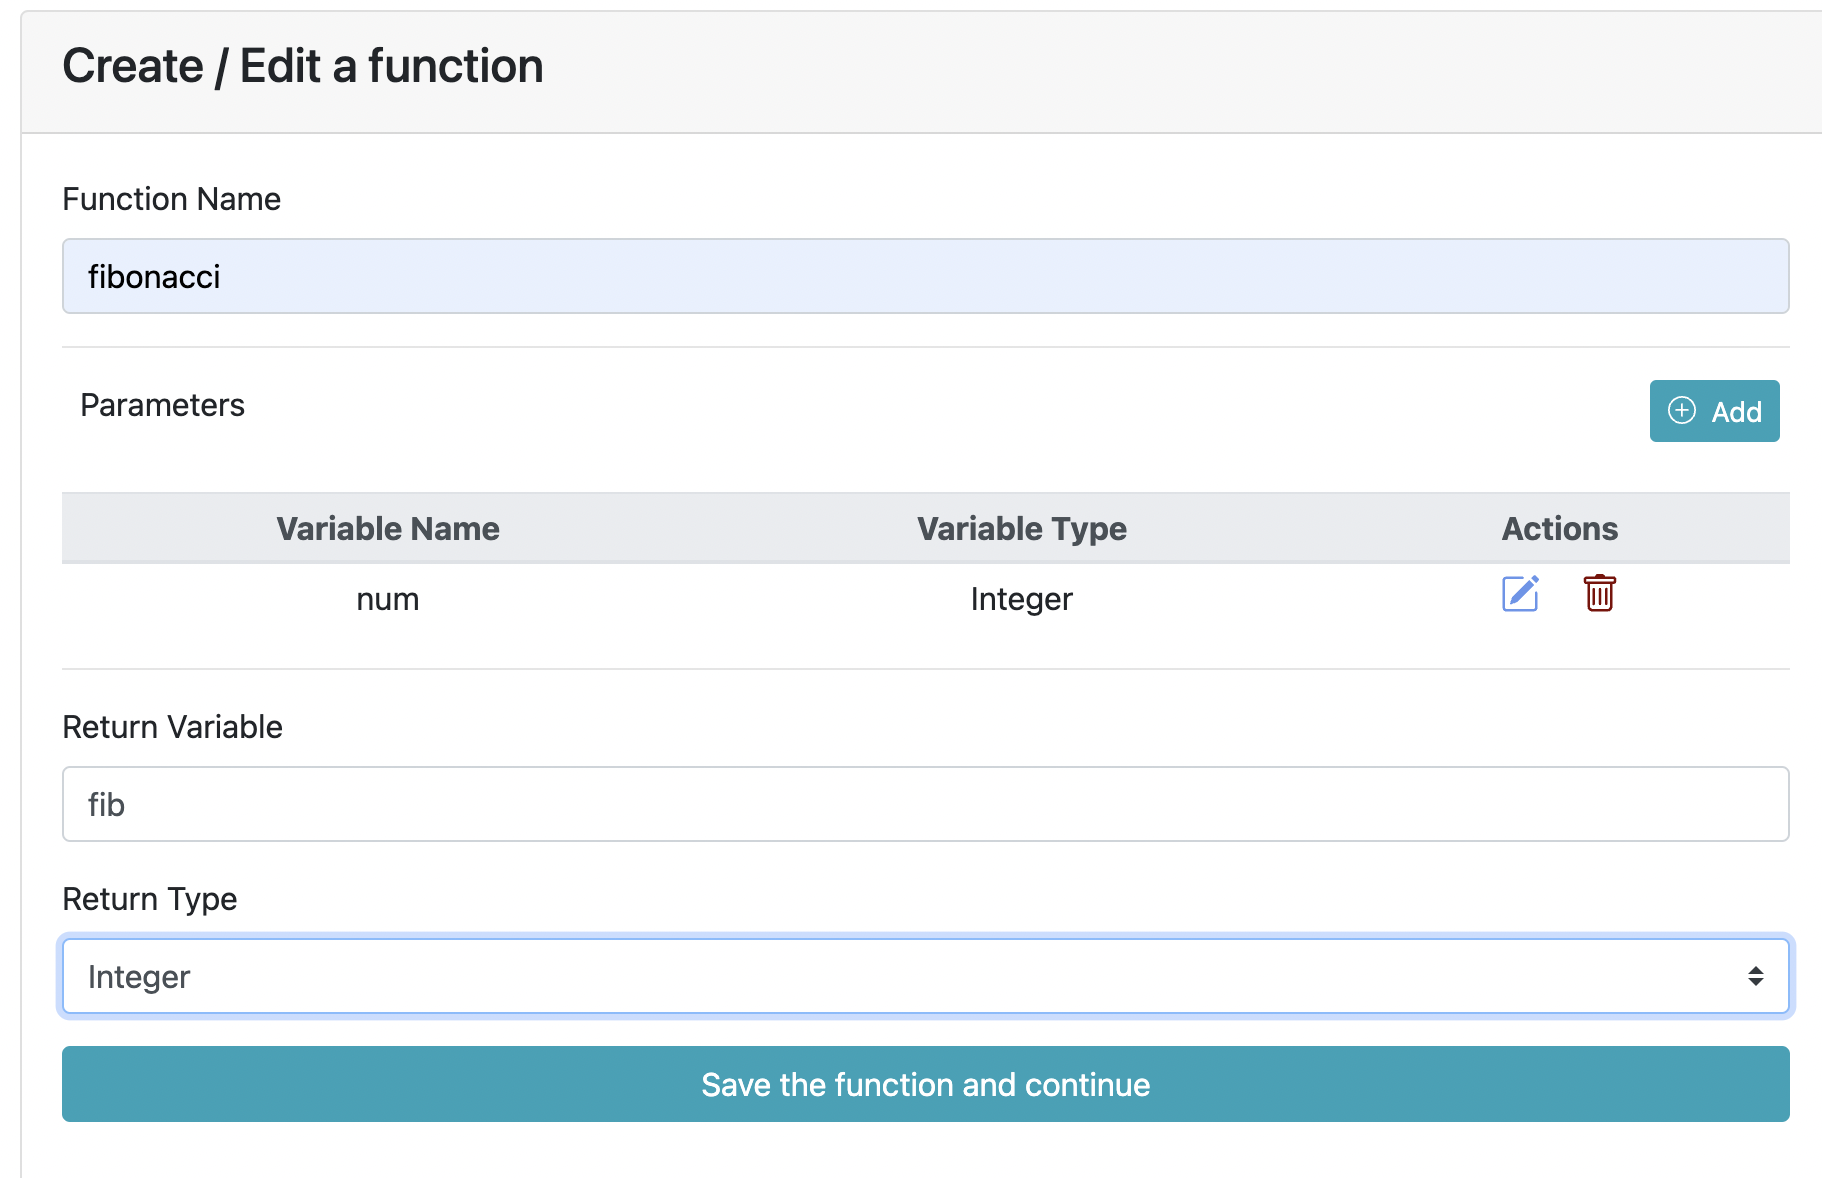 Create / Edit a function
Function Name
fibonacci
Parameters
Add
Variable Name Variable Type Actions
num Integer
Return Variable
fib
Return Type
Integer
Save the function and continue